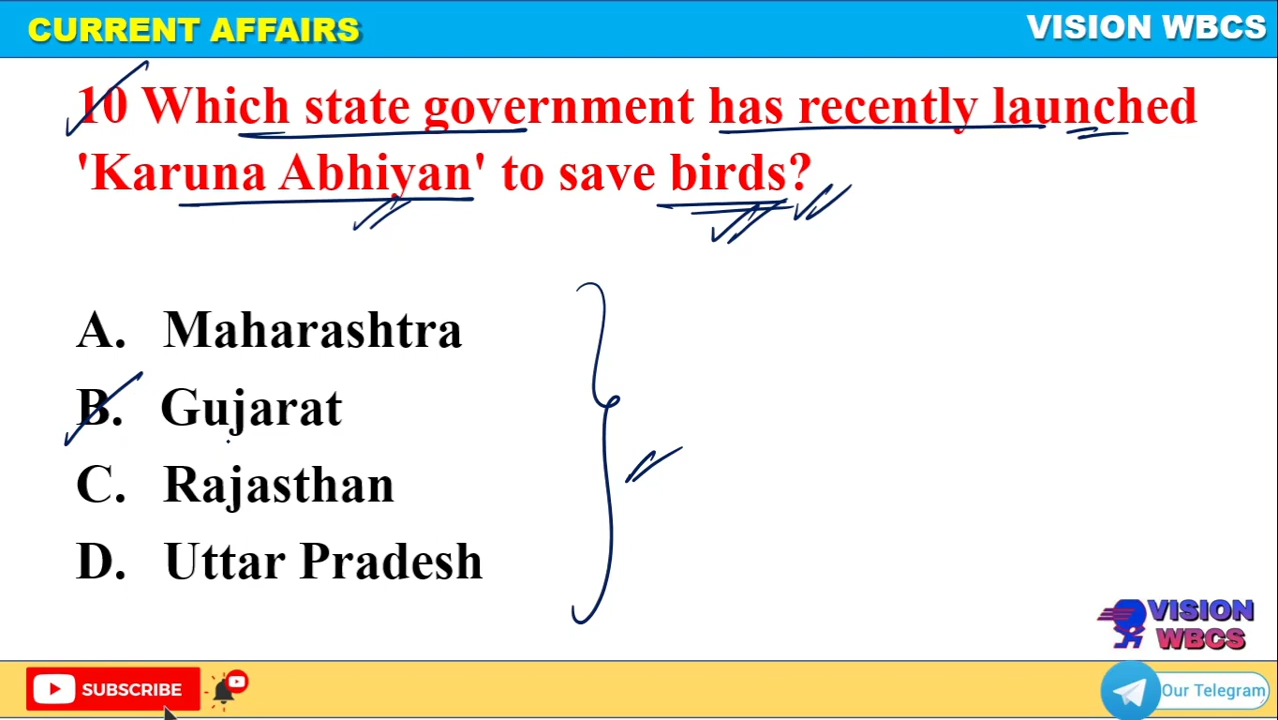 CURRENT AFFAIRS
VISION WBCS
10 Which state government has recently launched
'Karuna Abhiyan' to save birds?
A. Maharashtra
B. Gujarat
C. Rajasthan
D. Uttar Pradesh
VISION
WBCS
SUBSCRIBE
Our Telegram